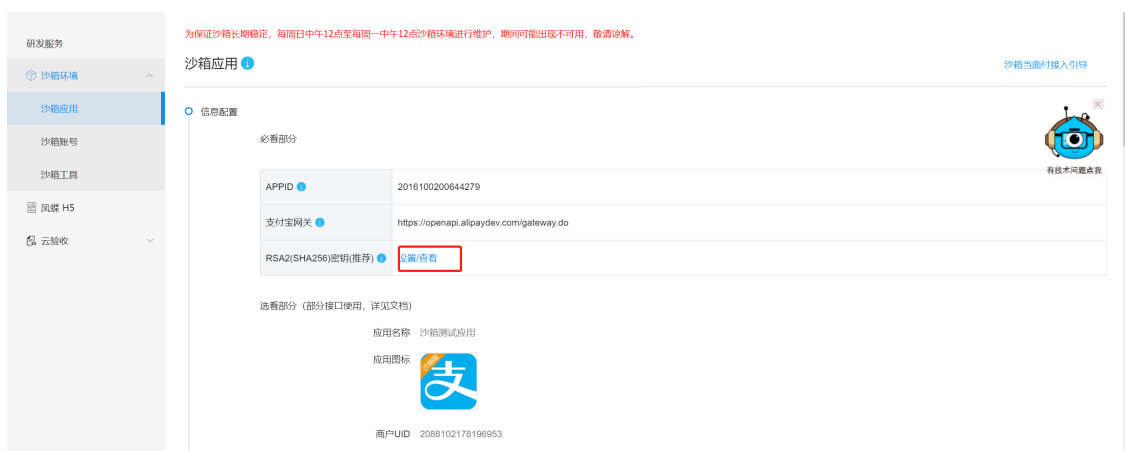 为保证沙箱长期稳定，每周日中午12点至每周一中午12点沙箱环境进行维护，期间可能出现不可用，敬请谅解。
研发服务
沙箱环境
沙箱应用
沙箱账号
沙箱工具
凤蝶 H5
云验收
沙箱应用
沙箱当面付接入引导
信息配置
必看部分
有技术问题点我
APPID 2016100200644279
支付宝网关 https://openapi.alipaydev.com/gateway.do
RSA2(SHA256)密钥(推荐) 设置/查看
选看部分（部分接口使用，详见文档）
应用名称 沙箱测试应用
应用图标
沙箱版
支
商户UID 2088102178196953